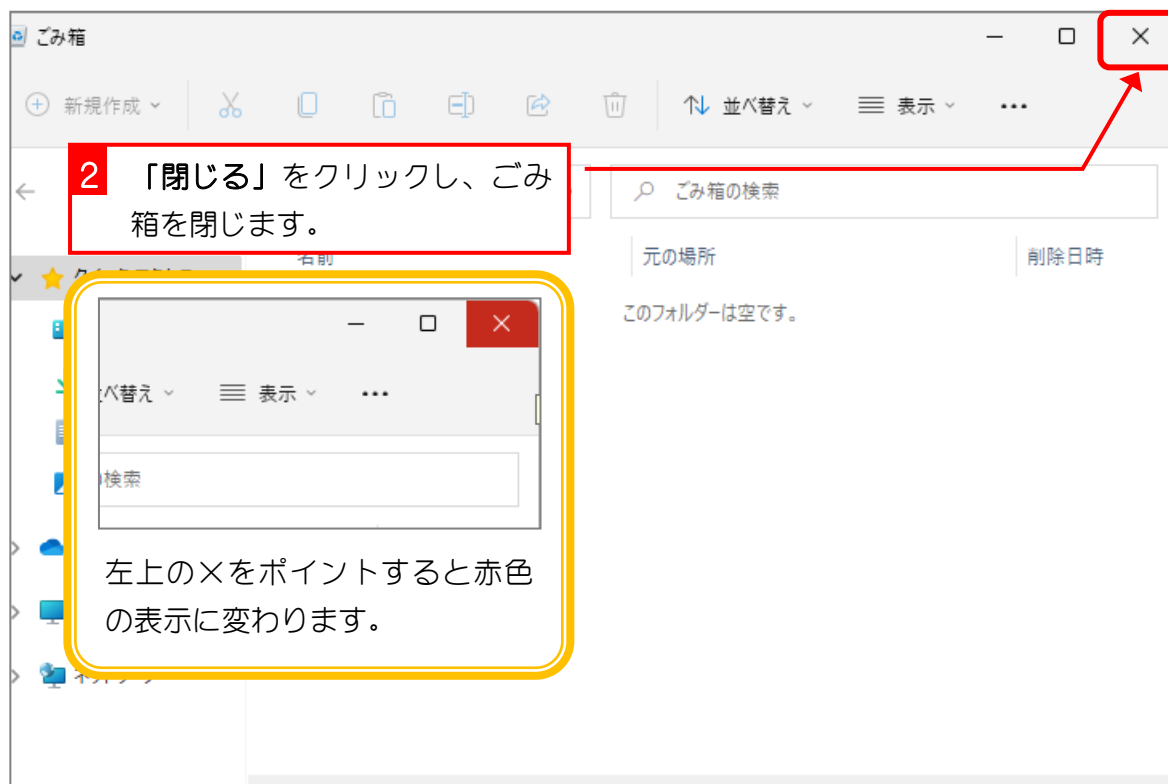 ごみ箱
新規作成
並べ替え
表示
2 「閉じる」をクリックし、ごみ
箱を閉じます。
ごみ箱の検索
名前
元の場所
削除日時
このフォルダーは空です。
べ替え
表示
検索
左上の×をポイントすると赤色
の表示に変わります。